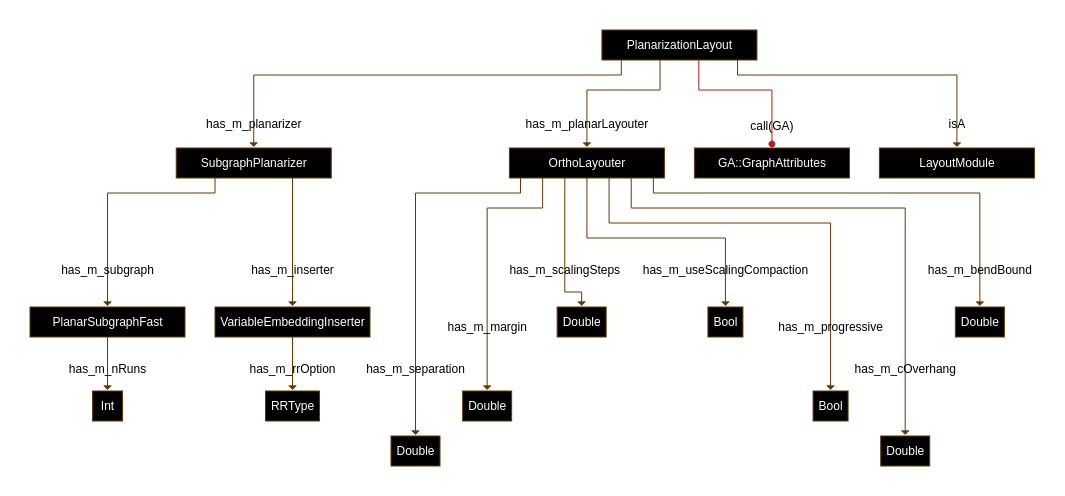 PlanarizationLayout
has_m_planarizer
has_m_planarLayouter
call(GA)
isA
SubgraphPlanarizer
OrthoLayouter
GA::GraphAttributes
LayoutModule
has_m_subgraph
has_m_inserter
has_m_scalingSteps
has_m_useScalingCompaction
has_m_bendBound
PlanarSubgraphFast
VariableEmbeddingInserter
Double
Bool
Double
has_m_margin
has_m_progressive
has_m_nRuns
has_m_rrOption
has_m_separation
has_m_cOverhang
Int
RRType
Double
Bool
Double
Double